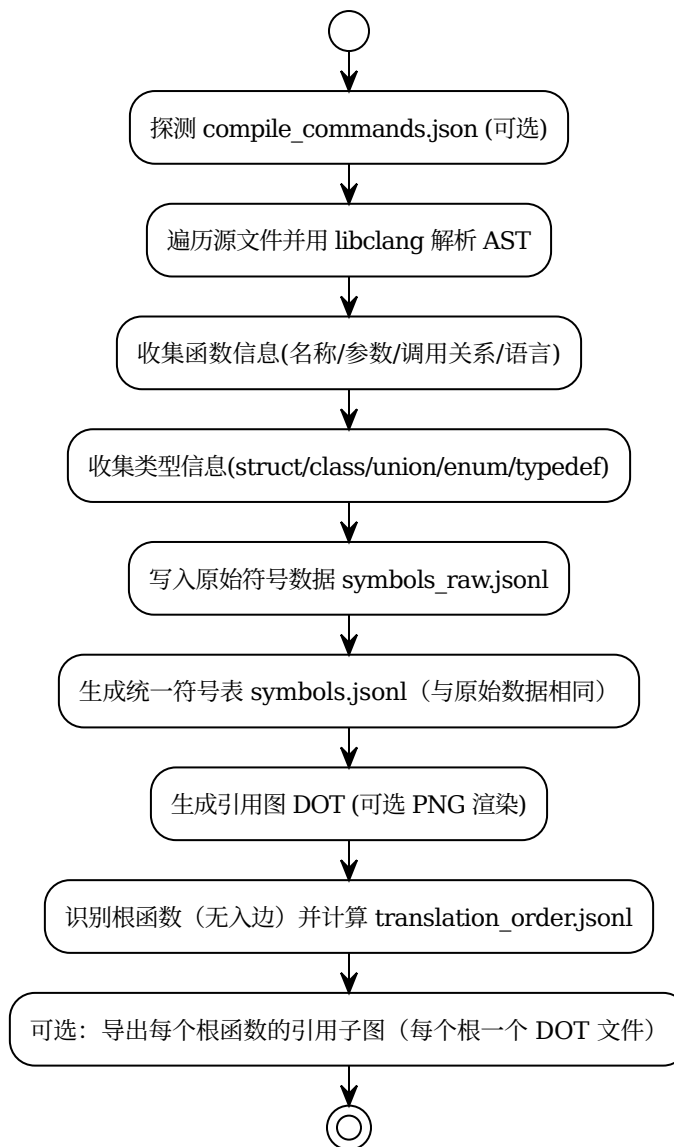 探测 compile_commands.json (可选)
遍历源文件并用 libclang 解析 AST
收集函数信息(名称/参数/调用关系/语言)
收集类型信息(struct/class/union/enum/typedef)
写入原始符号数据 symbols_raw.jsonl
生成统一符号表 symbols.jsonl（与原始数据相同）
生成引用图 DOT (可选 PNG 渲染)
识别根函数（无入边）并计算 translation_order.jsonl
可选：导出每个根函数的引用子图（每个根一个 DOT 文件）